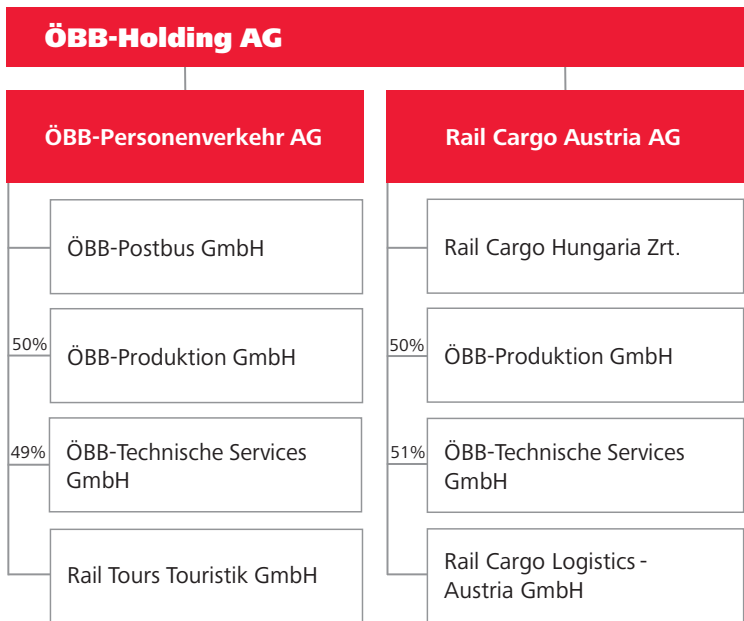 ÖBB-Holding AG
ÖBB-Personenverkehr AG
Rail Cargo Austria AG
ÖBB-Postbus GmbH
Rail Cargo Hungaria Zrt.
50%
ÖBB-Produktion GmbH
50%
ÖBB-Produktion GmbH
49%
ÖBB-Technische Services
GmbH
51%
ÖBB-Technische Services
GmbH
Rail Tours Touristik GmbH
Rail Cargo Logistics -
Austria GmbH